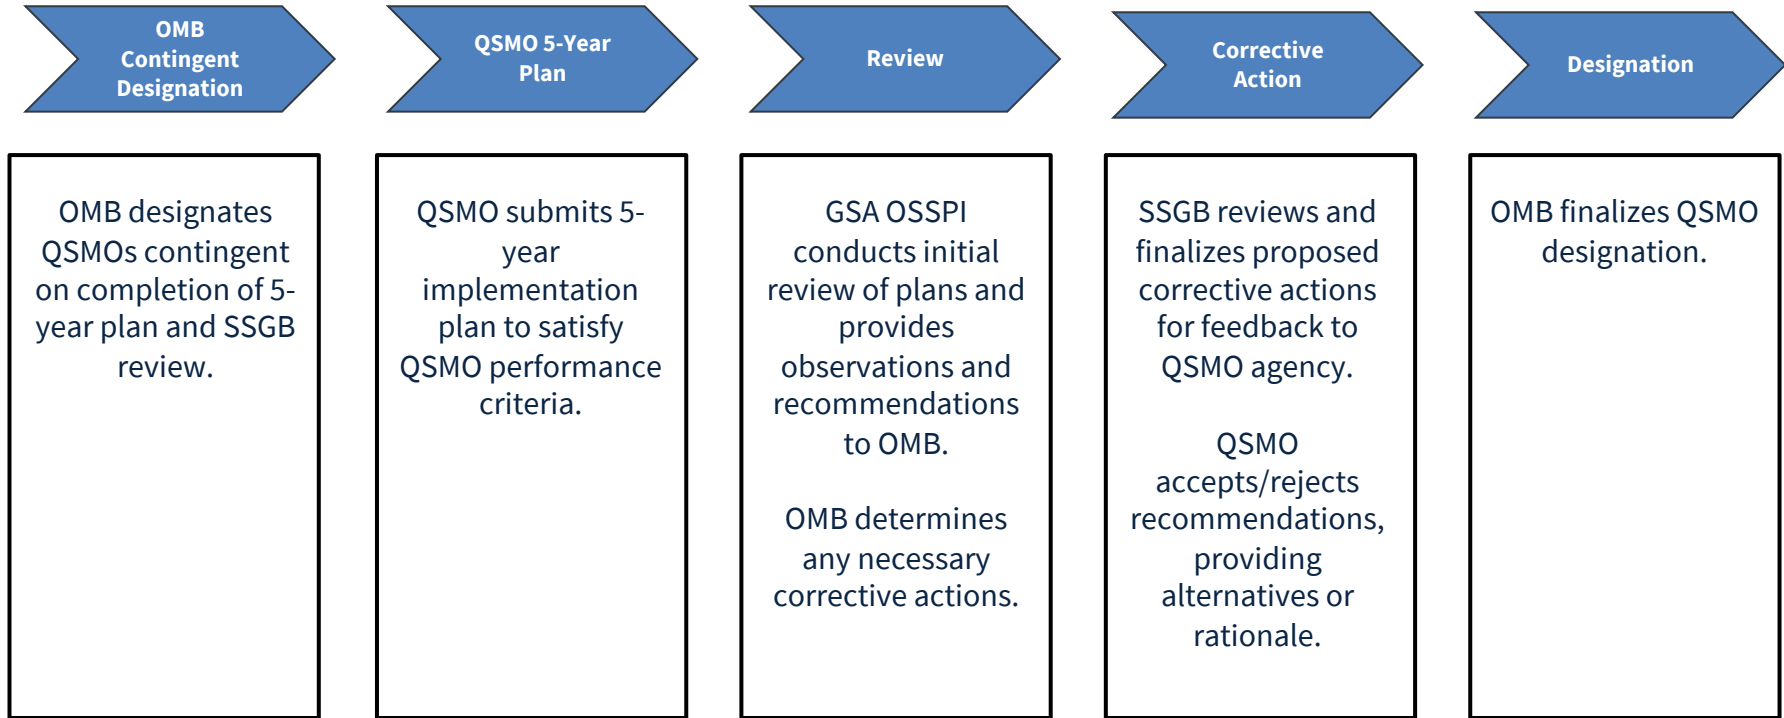 OMB
Contingent
Designation
QSMO 5-Year
Plan
Review
Corrective
Action
Designation
OMB designates
QSMOs contingent
on completion of 5-
year plan and SSGB
review.
QSMO submits 5-
year
implementation
plan to satisfy
QSMO performance
criteria.
GSA OSSPI
conducts initial
review of plans and
provides
observations and
recommendations
to OMB.
OMB determines
any necessary
corrective actions.
SSGB reviews and
finalizes proposed
corrective actions
for feedback to
QSMO agency.
QSMO
accepts/rejects
recommendations,
providing
alternatives or
rationale.
OMB finalizes QSMO
designation.